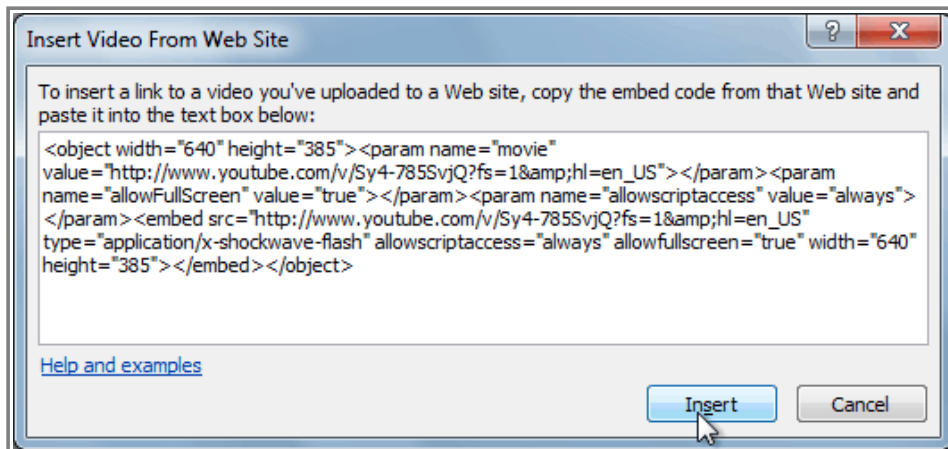 Insert Video From Web Site
?
X
To insert a link to a video you've uploaded to a Web site, copy the embed code from that Web site and
paste it into the text box below:
<object width="640" height="385"><param name="movie"
value="http://www.youtube.com/v/Sy4-785SvjQ?fs=1&amp;hl=en_US"></param><param
name="allowFullScreen" value="true"></param><param name="allowscriptaccess" value="always">
</param><embed src="http://www.youtube.com/v/Sy4-785SvjQ?fs=1&amp;hl=en_US"
type="application/x-shockwave-flash" allowscriptaccess="always" allowfullscreen="true" width="640"
height="385"></embed></object>
Help and examples
Insert
Cancel